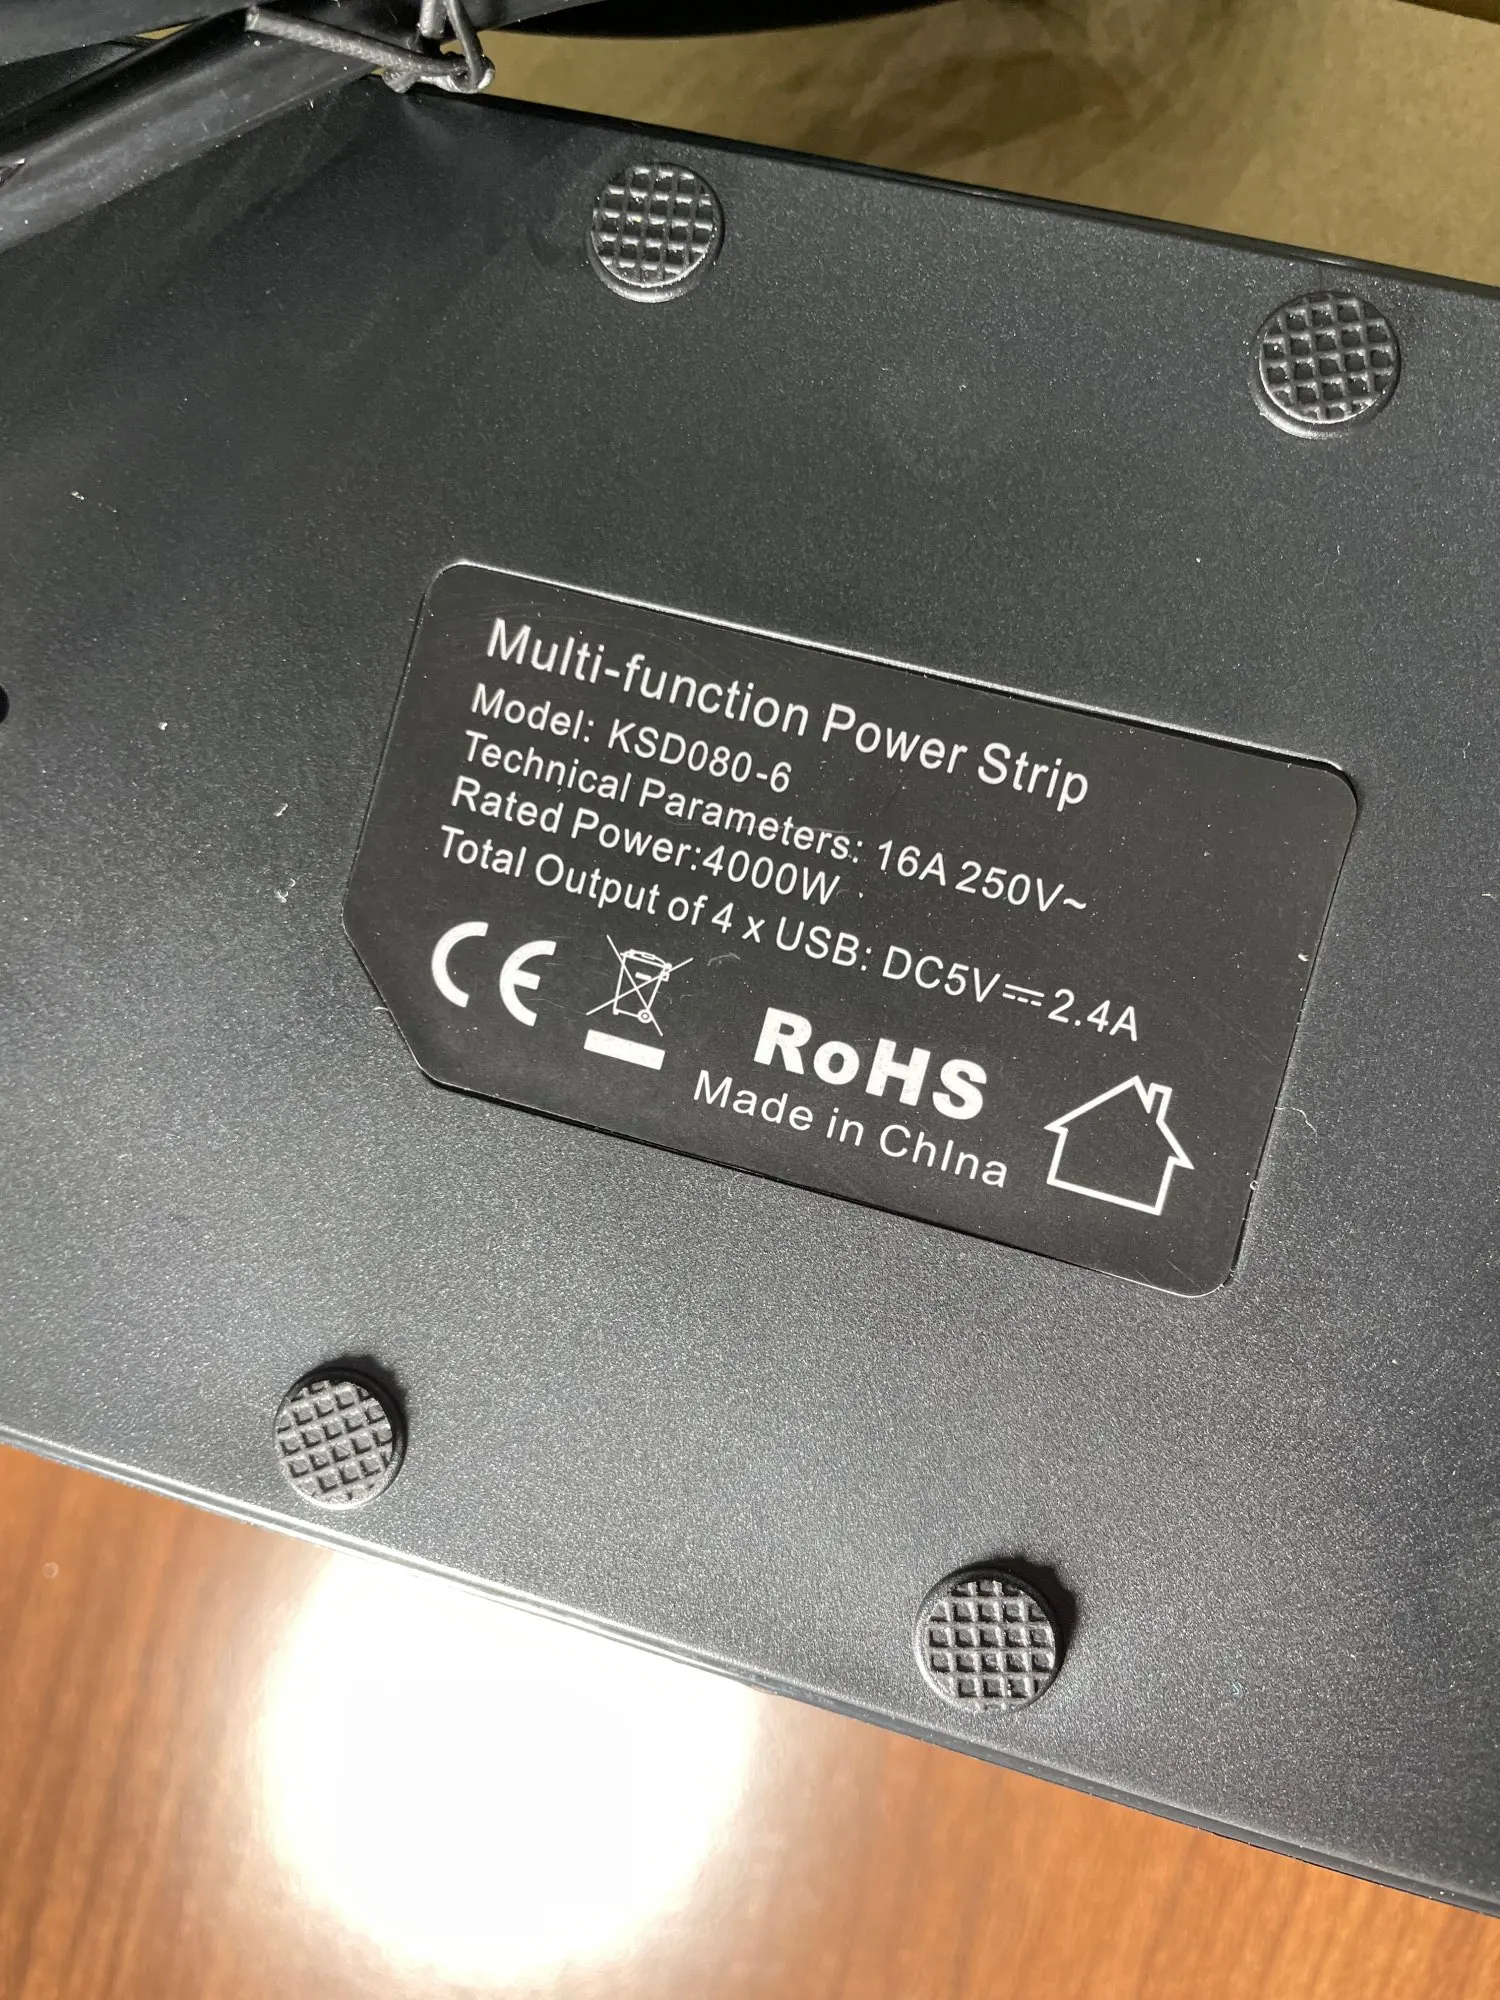 Multi-function Power Strip
Model: KSD080-6
Technical Parameters: 16A 250V~
Rated Power:4000W
Total Output of 4 x USB: DC5V⎓2.4A
CE
RoHS
Made in ChIna